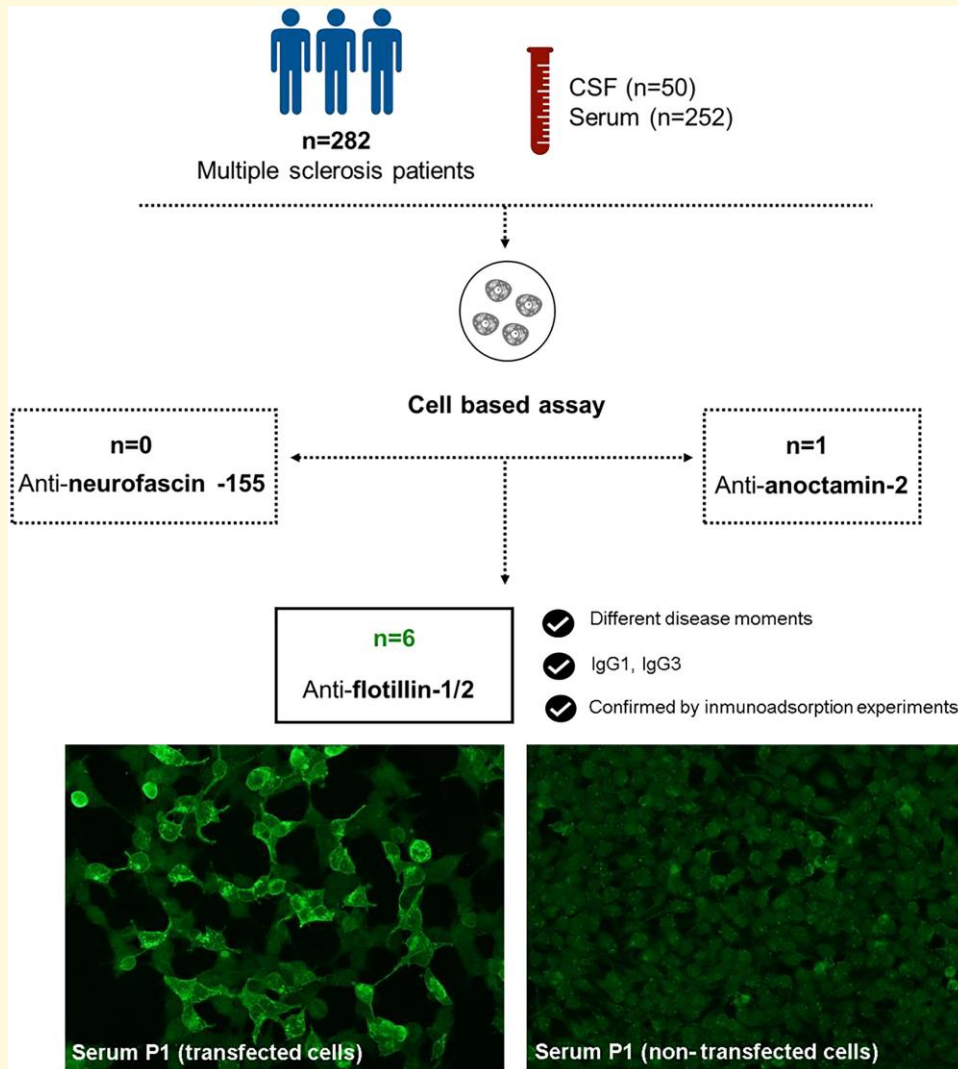 n=282
Multiple sclerosis patients
CSF (n=50)
Serum (n=252)
Cell based assay
n=0
Anti-neurofascin -155
n=1
Anti-anoctamin-2
n=6
Anti-flotillin-1/2
Different disease moments
IgG1, IgG3
Confirmed by inmunoadsorption experiments
Serum P1 (transfected cells)
Serum P1 (non- transfected cells)